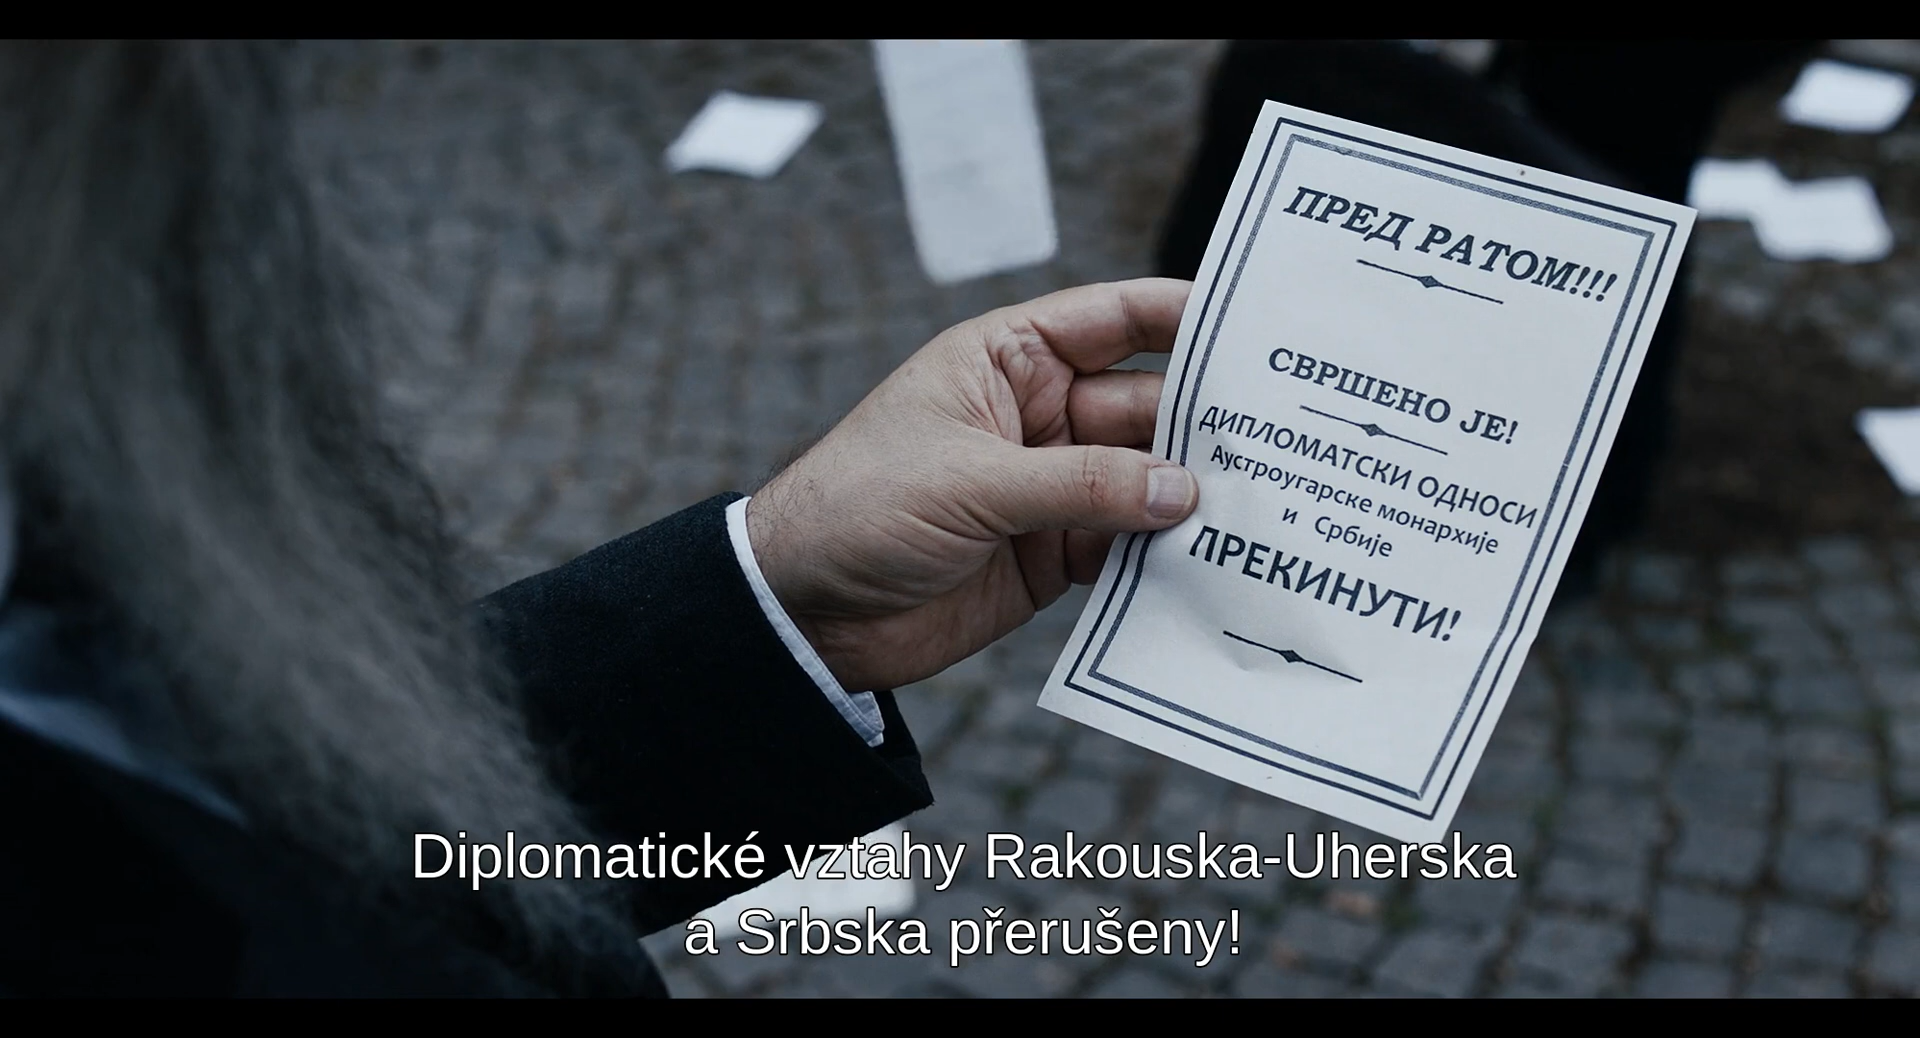 ПРЕД РАТОМ!!!
СВРШЕНО ЈЕ!
ДИПЛОМАТСКИ ОДНОСИ
Аустроугарске монархије
и Србије
ПРЕКИНУТИ!
Diplomatické vztahy Rakouska-Uherska
a Srbska přerušeny!